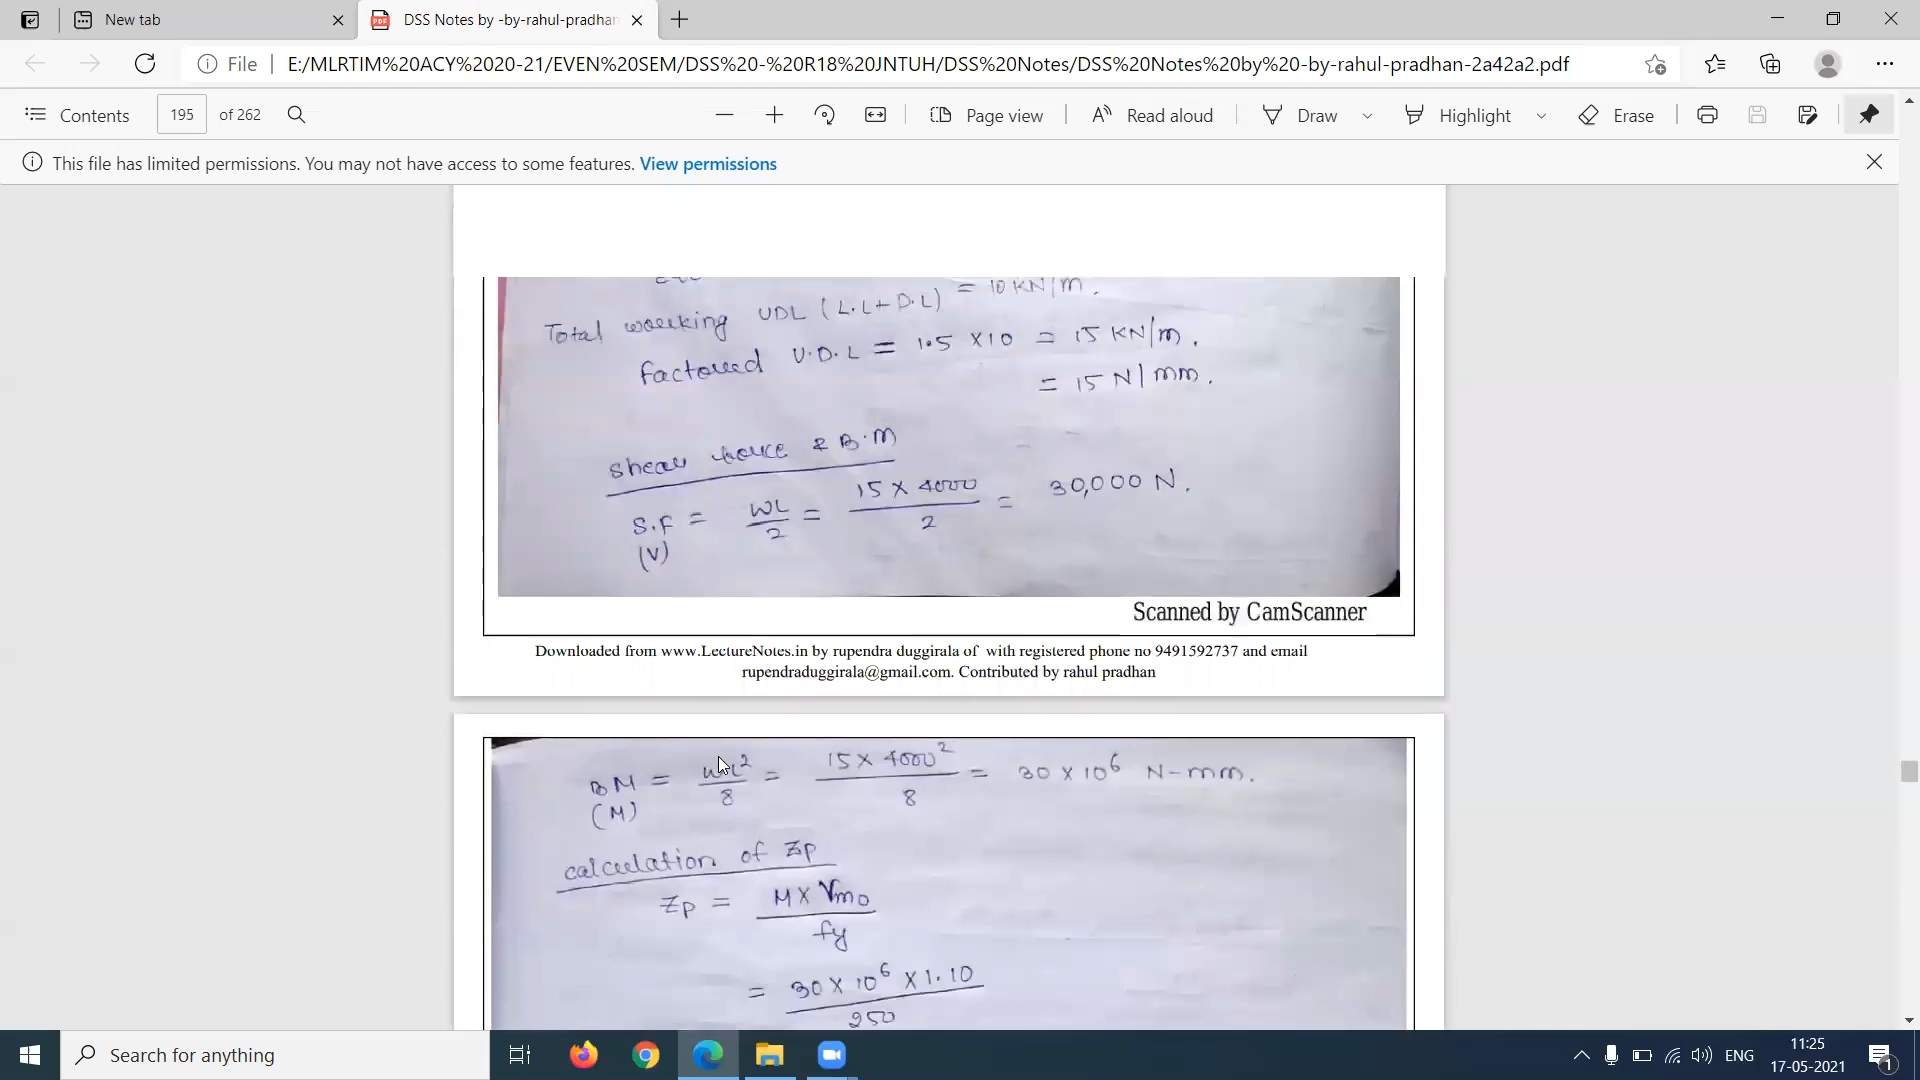 New tab
DSS Notes by -by-rahul-pradhan
File
E:/MLRTIM%20ACY%2020-21/EVEN%20SEM/DSS%20-%20R18%20JNTUH/DSS%20Notes/DSS%20Notes%20by%20-by-rahul-pradhan-2a42a2.pdf
Contents
195 of 262
Page view
Read aloud
Draw
Highlight
Erase
This file has limited permissions. You may not have access to some features. View permissions
Total working UDL (L.L+D.L) = 10 KN/m.
factored U.D.L = 1.5 X10 = 15 KN/m.
= 15 N/mm.
shear force & B.M
S.F = WL/2 = 15 X 4000/2 = 30,000 N.
(V)
Scanned by CamScanner
Downloaded from www.LectureNotes.in by rupendra duggirala of with registered phone no 9491592737 and email
rupendraduggirala@gmail.com. Contributed by rahul pradhan
BM = WL²/8 = 15 X 4000²/8 = 30 X 10⁶ N-mm.
(M)
calculation of Zp
Zp = M X γmo/fy
= 30 X 10⁶ X 1.10/250
Search for anything
ENG
11:25
17-05-2021
1